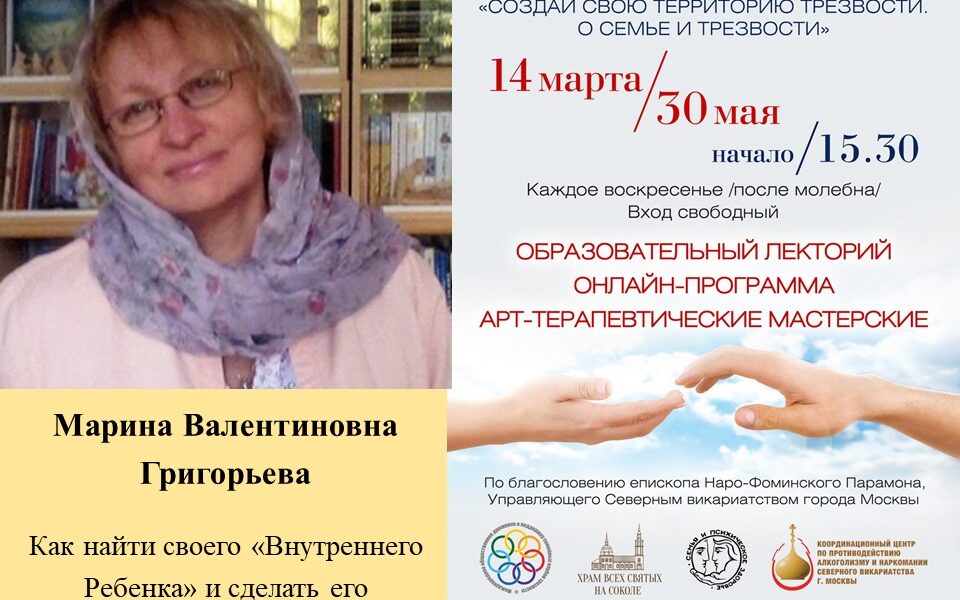 Марина Валентиновна
Григорьева
Как найти своего «Внутреннего
Ребенка» и сделать его
«СОЗДАЙ СВОЮ ТЕРРИТОРИЮ ТРЕЗВОСТИ.
О СЕМЬЕ И ТРЕЗВОСТИ»
14 марта/30 мая
начало/15.30
Каждое воскресенье /после молебна/
Вход свободный
ОБРАЗОВАТЕЛЬНЫЙ ЛЕКТОРИЙ
ОНЛАЙН-ПРОГРАММА
АРТ-ТЕРАПЕВТИЧЕСКИЕ МАСТЕРСКИЕ
По благословению епископа Наро-Фоминского Парамона,
Управляющего Северным викариатством города Москвы
ХРАМ ВСЕХ СВЯТЫХ
НА СОКОЛЕ
СЕМЬЯ И ПСИХИЧЕСКОЕ ЗДОРОВЬЕ
КООРДИНАЦИОННЫЙ ЦЕНТР
ПО ПРОТИВОДЕЙСТВИЮ
АЛКОГОЛИЗМУ И НАРКОМАНИИ
СЕВЕРНОГО ВИКАРИАТСТВА
Г. МОСКВЫ